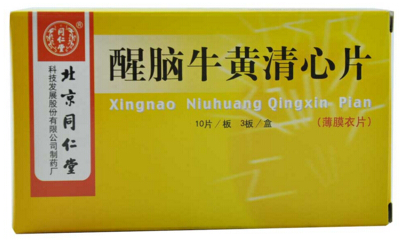 同仁堂
北京同仁堂
科技发展股份有限公司制药厂
醒脑牛黄清心片
Xingnao Niuhuang Qingxin Pian
10片/板 3板/盒
(薄膜衣片)